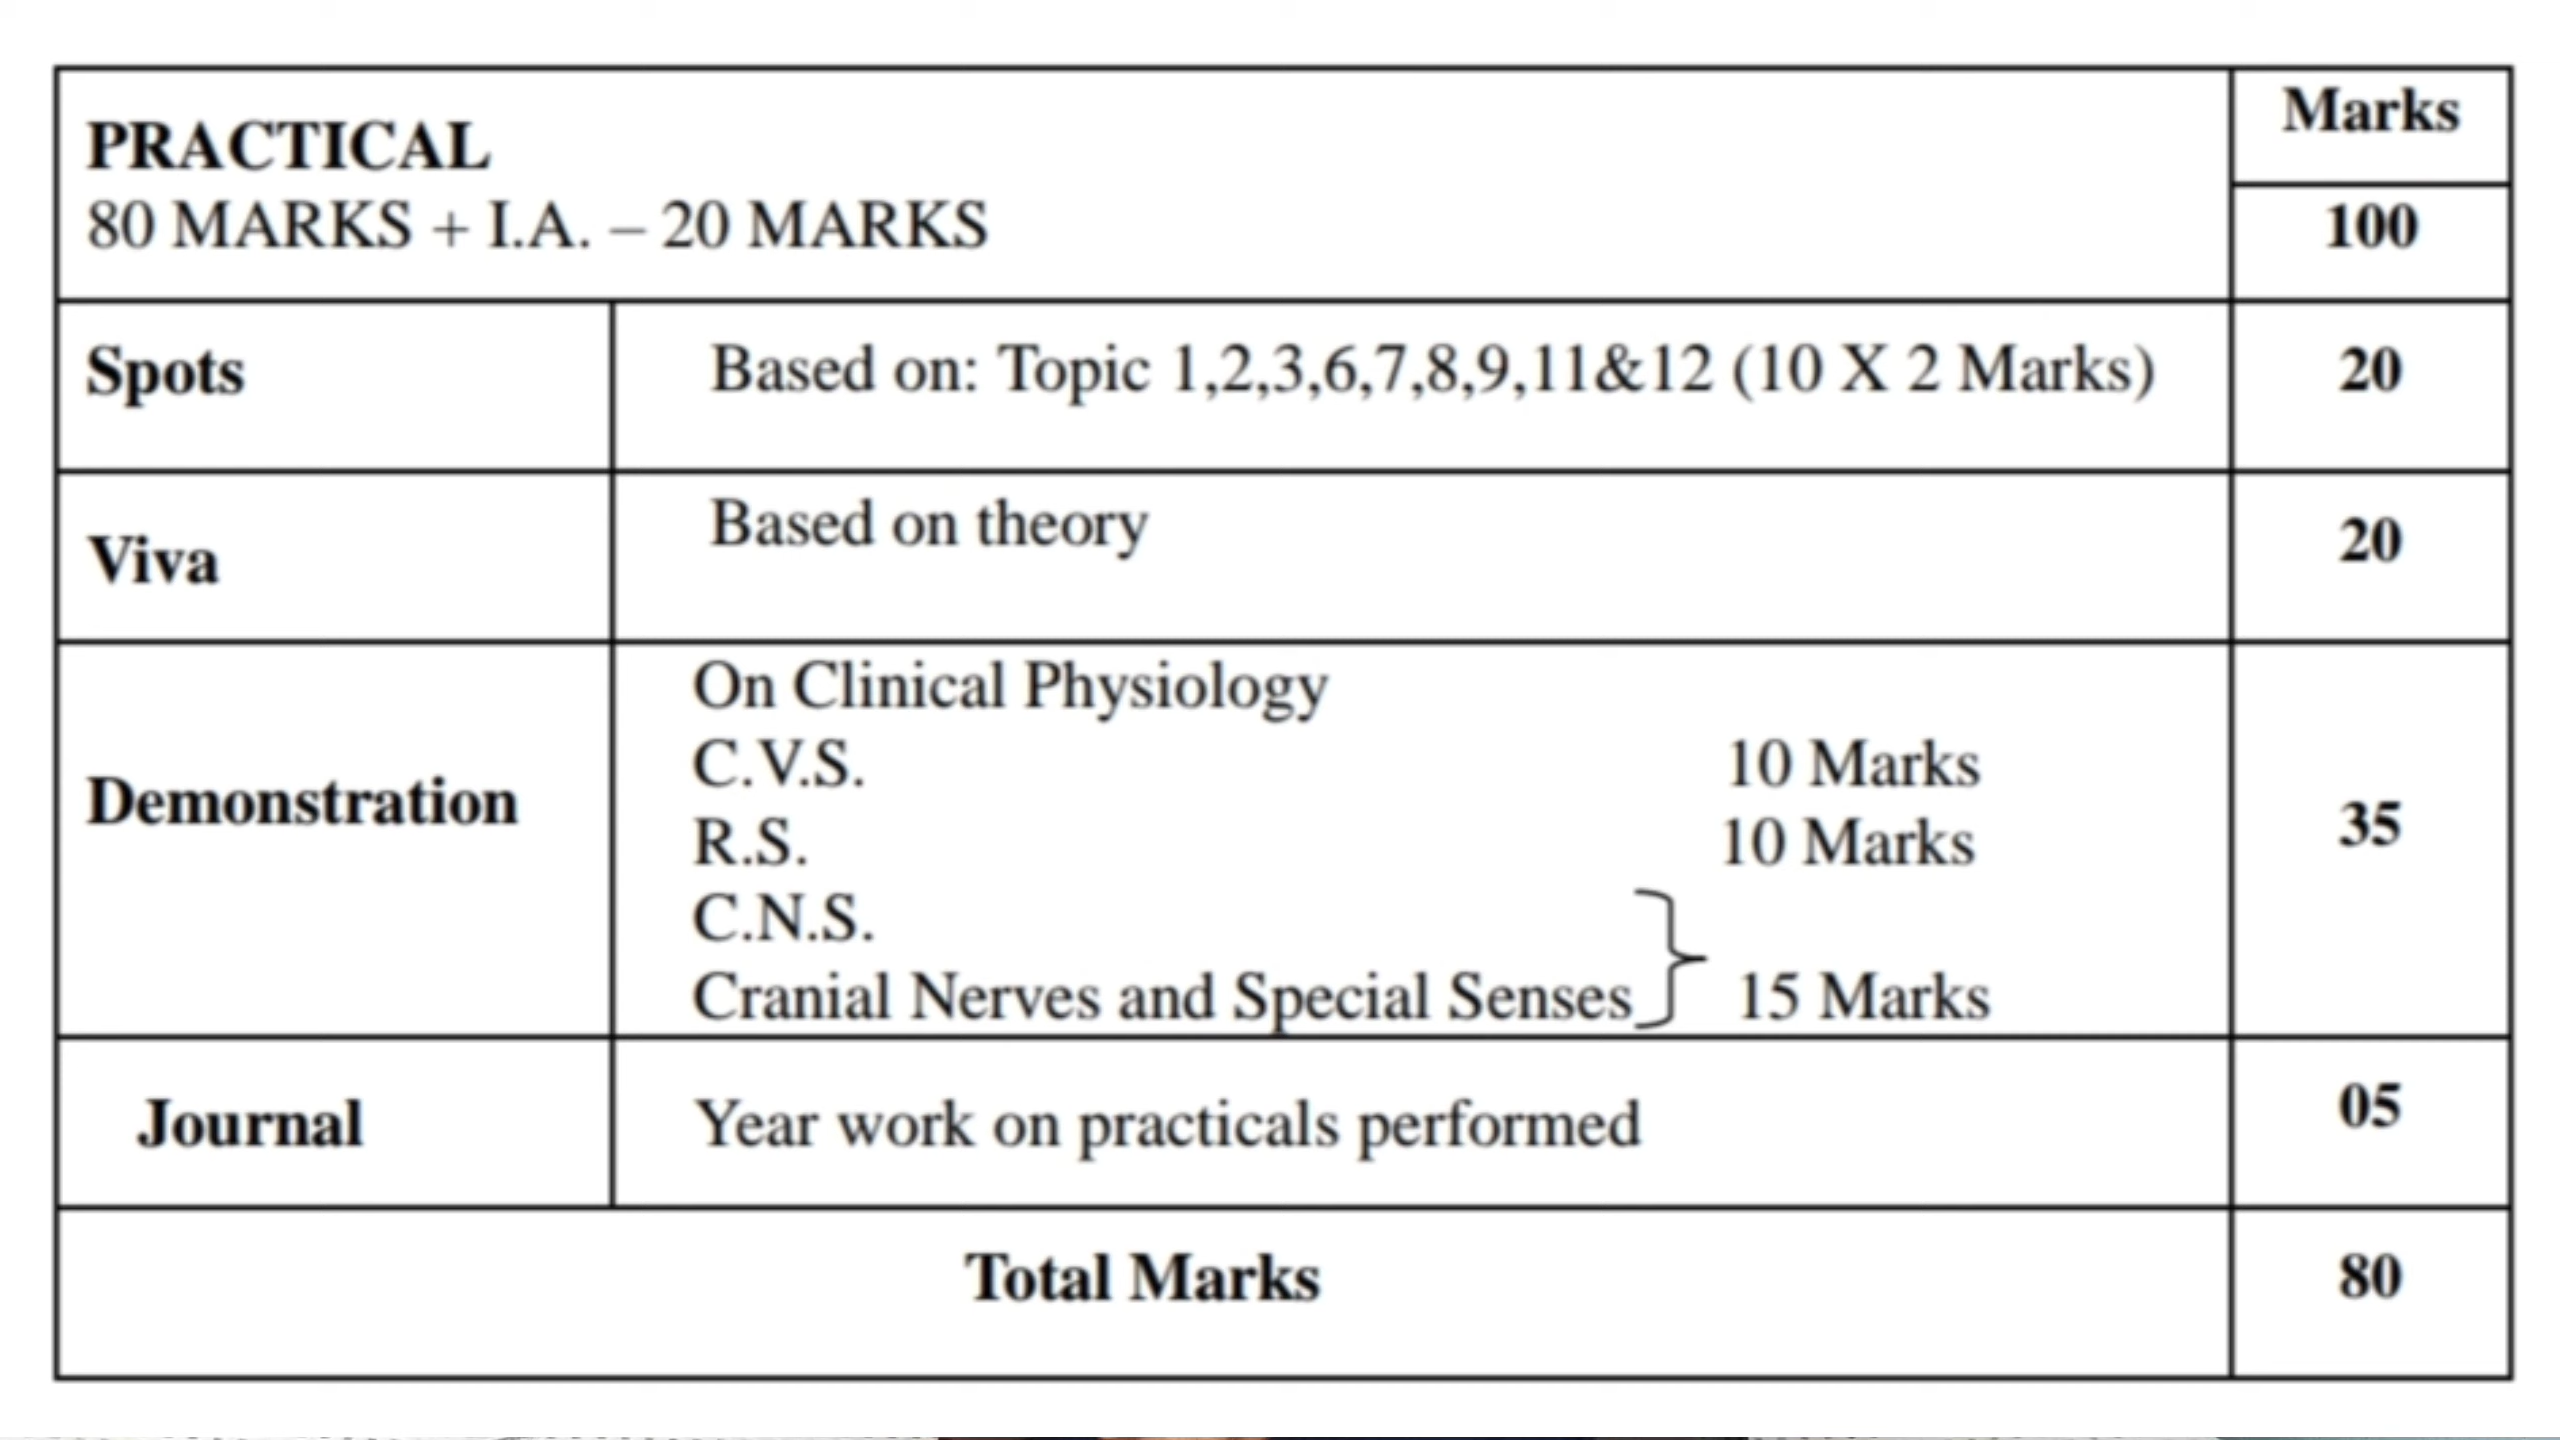 PRACTICAL
80 MARKS + I.A. – 20 MARKS
Marks
100
Spots
Based on: Topic 1,2,3,6,7,8,9,11&12 (10 X 2 Marks)
20
Viva
Based on theory
20
Demonstration
On Clinical Physiology
C.V.S. 10 Marks
R.S. 10 Marks
C.N.S.
Cranial Nerves and Special Senses 15 Marks
35
Journal
Year work on practicals performed
05
Total Marks
80